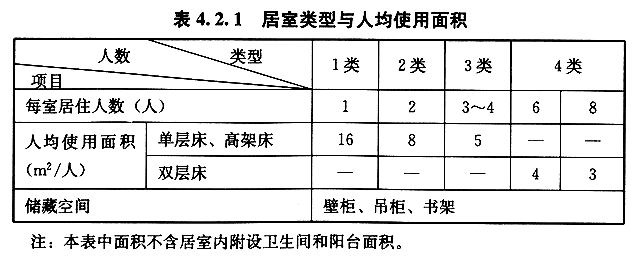 表 4.2.1 居室类型与人均使用面积
人数 类型 1类 2类 3类 4类
项目
每室居住人数(人) 1 2 3～4 6 8
人均使用面积 单层床、高架床 16 8 5 — —
(m²/人) 双层床 — — — 4 3
储藏空间 壁柜、吊柜、书架
注：本表中面积不含居室内附设卫生间和阳台面积。